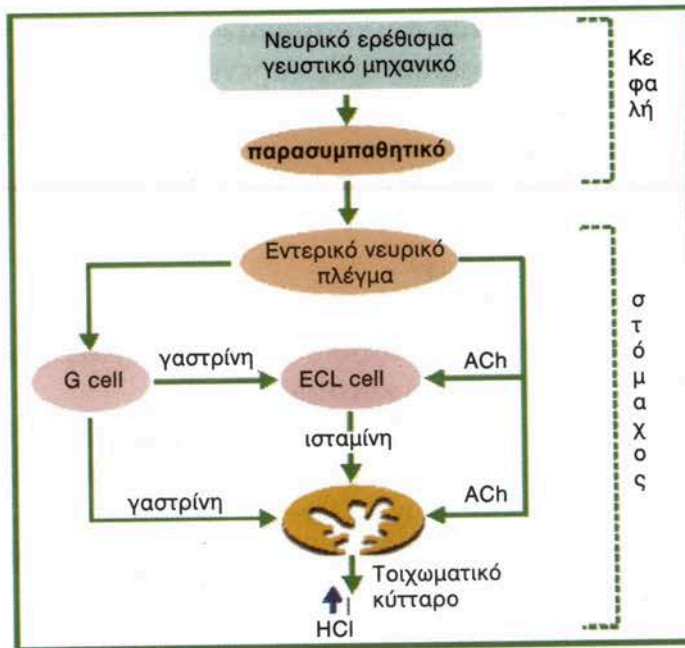 Νευρικό ερέθισμα
γευστικό μηχανικό
Κε
φα
λή
παρασυμπαθητικό
Εντερικό νευρικό
πλέγμα
σ
τ
ό
μ
α
χ
ο
ς
γαστρίνη
ACh
G cell
ECL cell
ισταμίνη
γαστρίνη
ACh
Τοιχωματικό
κύτταρο
HCl